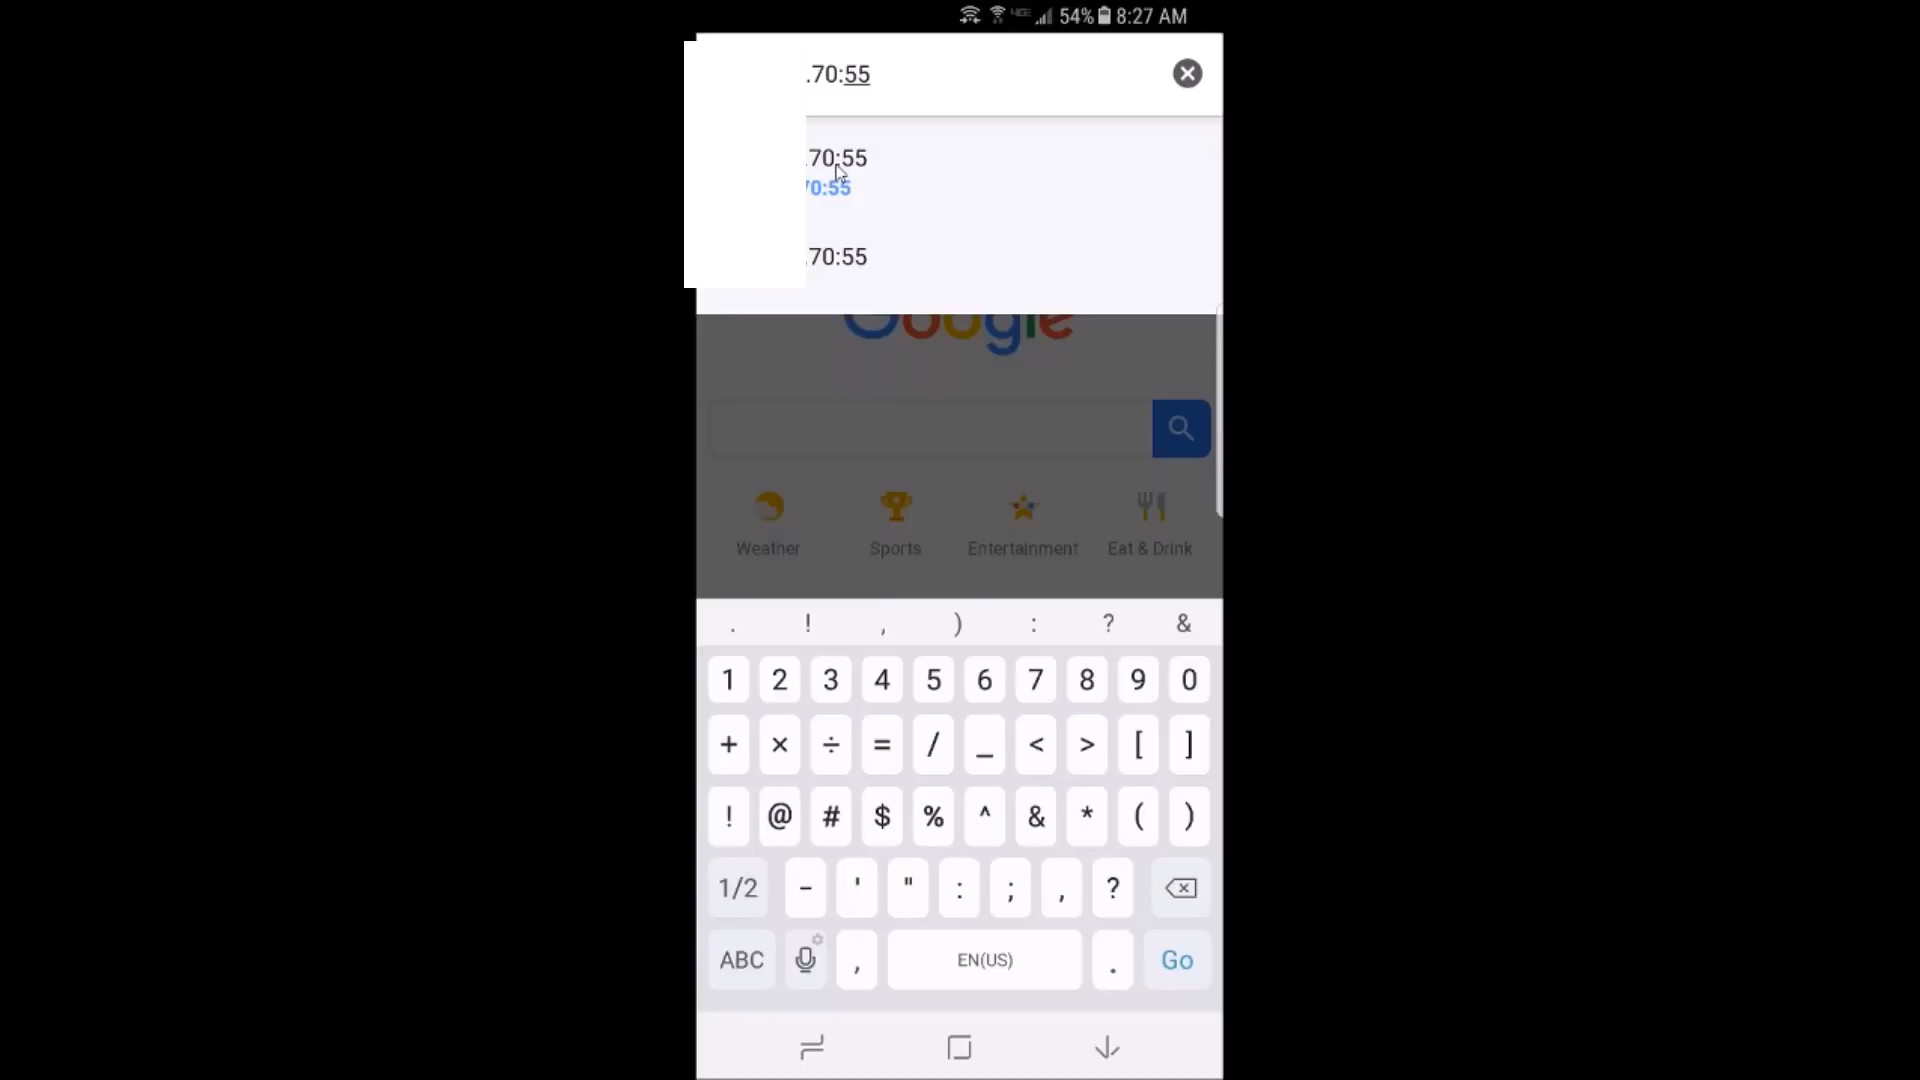 54% 8:27 AM
.70:55
.70:55
70:55
.70:55
Google
Weather Sports Entertainment Eat & Drink
. ! , ) : ? &
1 2 3 4 5 6 7 8 9 0
+ × ÷ = / _ < > [ ]
! @ # $ % ^ & * ( )
1/2 - ' " : ; , ?
ABC , EN(US) . Go